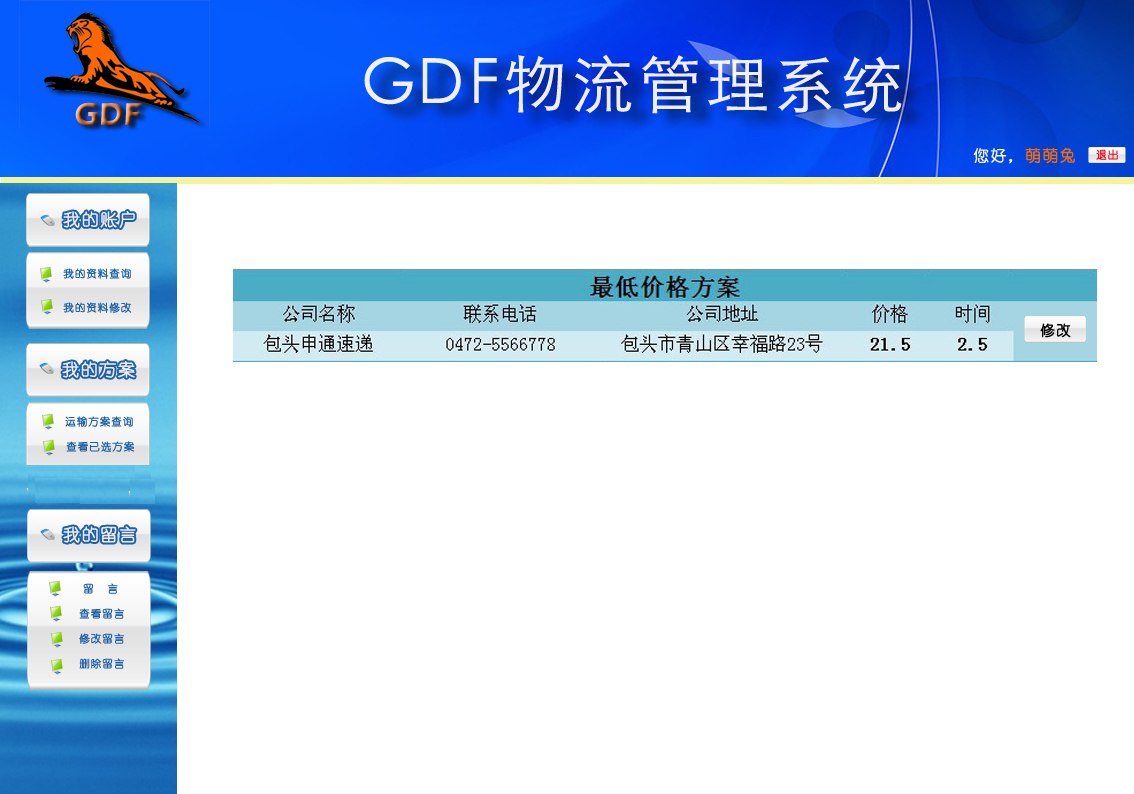 GDF
GDF物流管理系统
您好，萌萌兔 退出
我的账户
我的资料查询
我的资料修改
我的方案
运输方案查询
查看已选方案
我的留言
留 言
查看留言
修改留言
删除留言
最低价格方案
公司名称 联系电话 公司地址 价格 时间
包头申通速递 0472-5566778 包头市青山区幸福路23号 21.5 2.5
修改